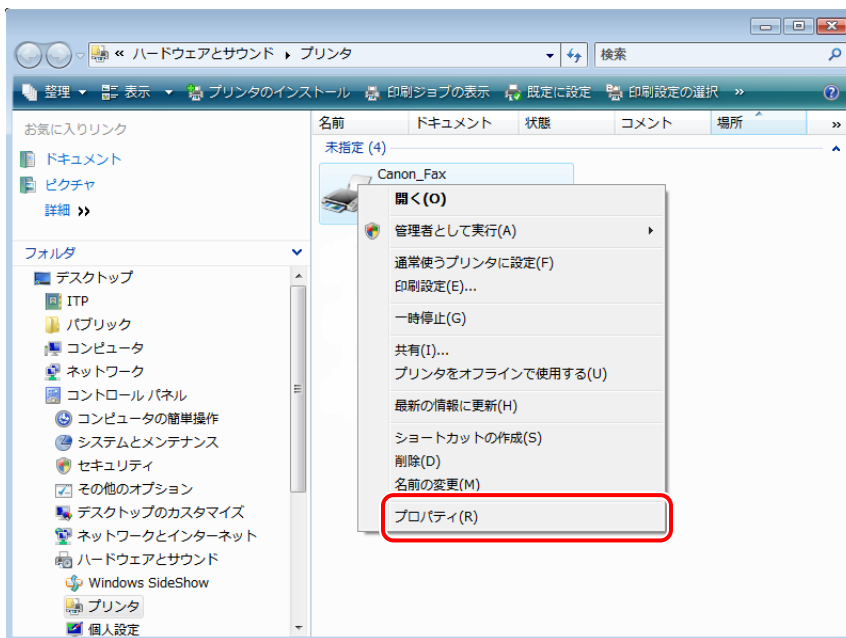 « ハードウェアとサウンド プリンタ
検索
整理 表示 プリンタのインストール 印刷ジョブの表示 既定に設定 印刷設定の選択 »
お気に入りリンク
ドキュメント
ピクチャ
詳細 »
フォルダ
デスクトップ
ITP
パブリック
コンピュータ
ネットワーク
コントロール パネル
コンピュータの簡単操作
システムとメンテナンス
セキュリティ
その他のオプション
デスクトップのカスタマイズ
ネットワークとインターネット
ハードウェアとサウンド
Windows SideShow
プリンタ
個人設定
名前 ドキュメント 状態 コメント 場所 »
未指定 (4)
Canon_Fax
開く(O)
管理者として実行(A)
通常使うプリンタに設定(F)
印刷設定(E)...
一時停止(G)
共有(I)...
プリンタをオフラインで使用する(U)
最新の情報に更新(H)
ショートカットの作成(S)
削除(D)
名前の変更(M)
プロパティ(R)